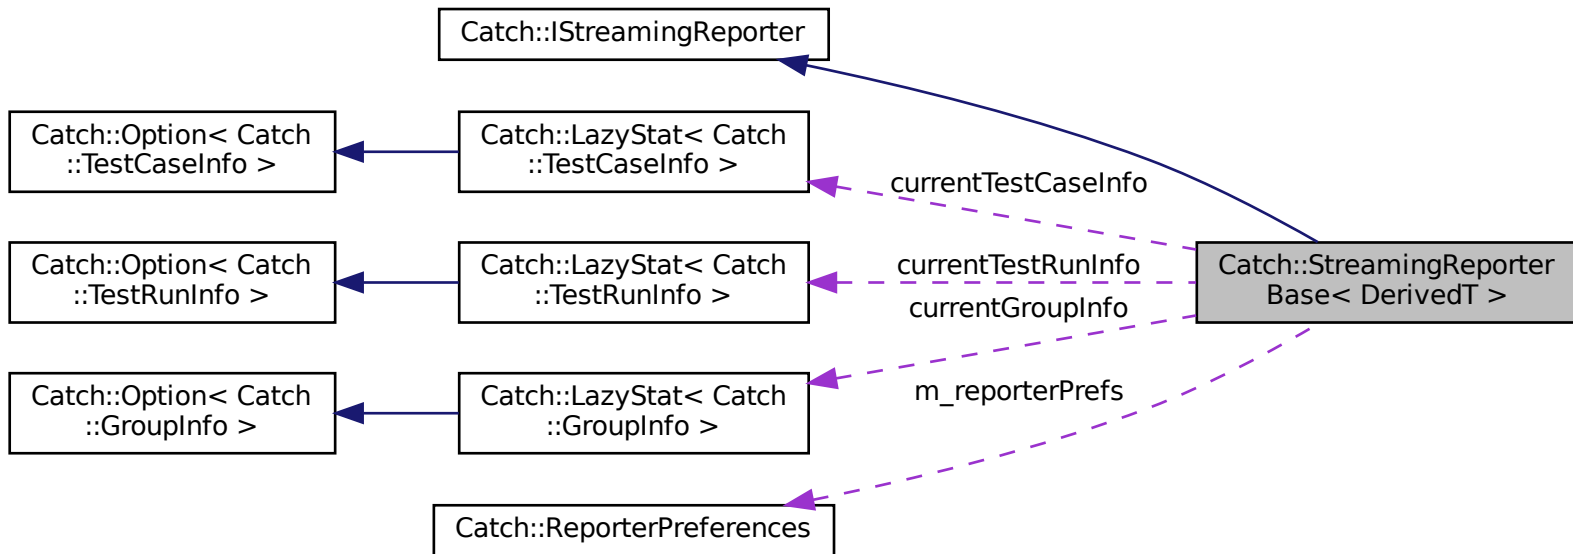 Catch::IStreamingReporter
Catch::Option< Catch
::TestCaseInfo >
Catch::LazyStat< Catch
::TestCaseInfo >
currentTestCaseInfo
Catch::Option< Catch
::TestRunInfo >
Catch::LazyStat< Catch
::TestRunInfo >
currentTestRunInfo
Catch::StreamingReporter
Base< DerivedT >
currentGroupInfo
Catch::Option< Catch
::GroupInfo >
Catch::LazyStat< Catch
::GroupInfo >
m_reporterPrefs
Catch::ReporterPreferences